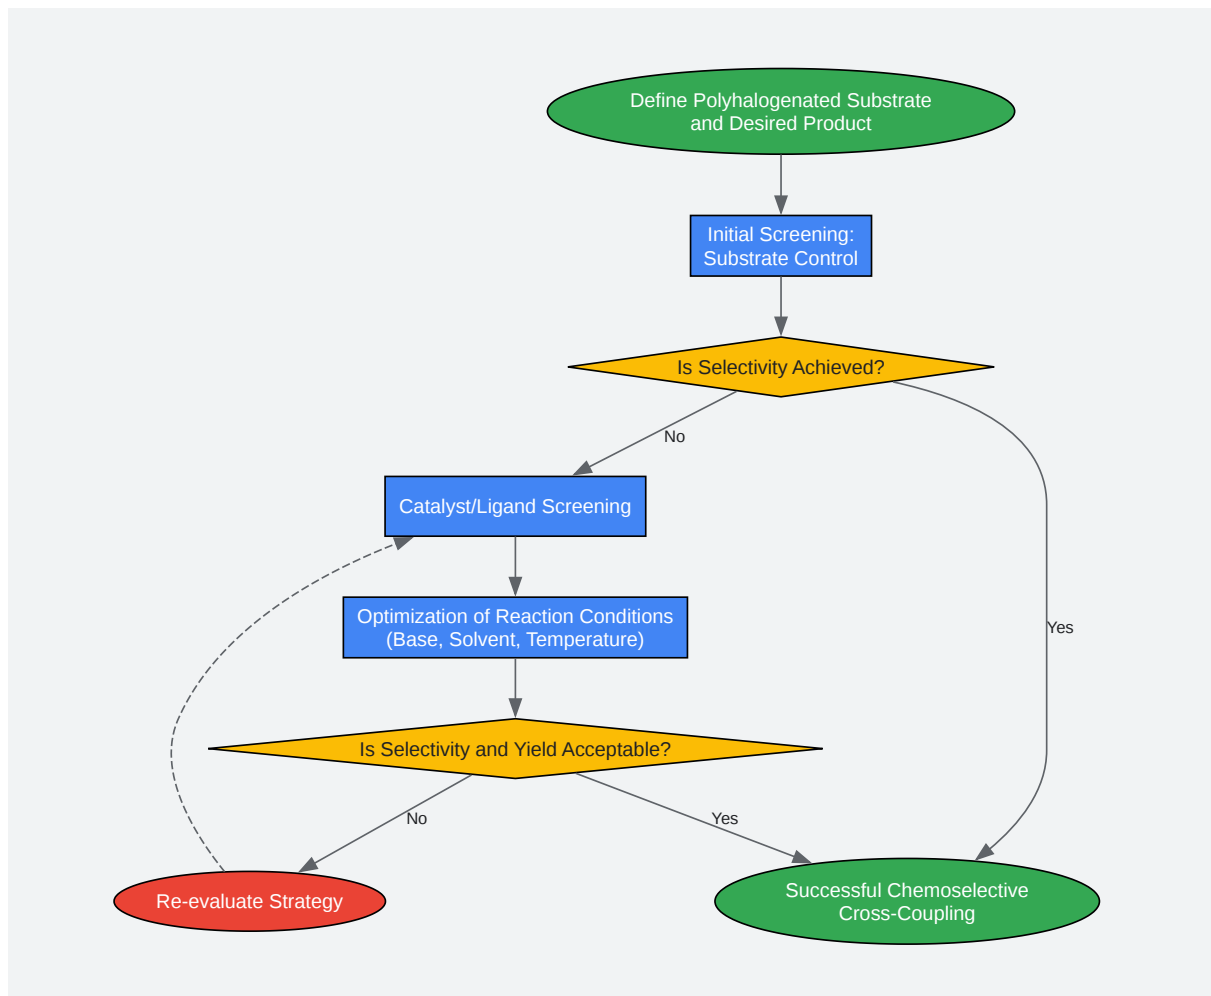 Define Polyhalogenated Substrate
and Desired Product
Initial Screening:
Substrate Control
Is Selectivity Achieved?
No
Catalyst/Ligand Screening
Optimization of Reaction Conditions
(Base, Solvent, Temperature)
Yes
Is Selectivity and Yield Acceptable?
No
Yes
Re-evaluate Strategy
Successful Chemoselective
Cross-Coupling